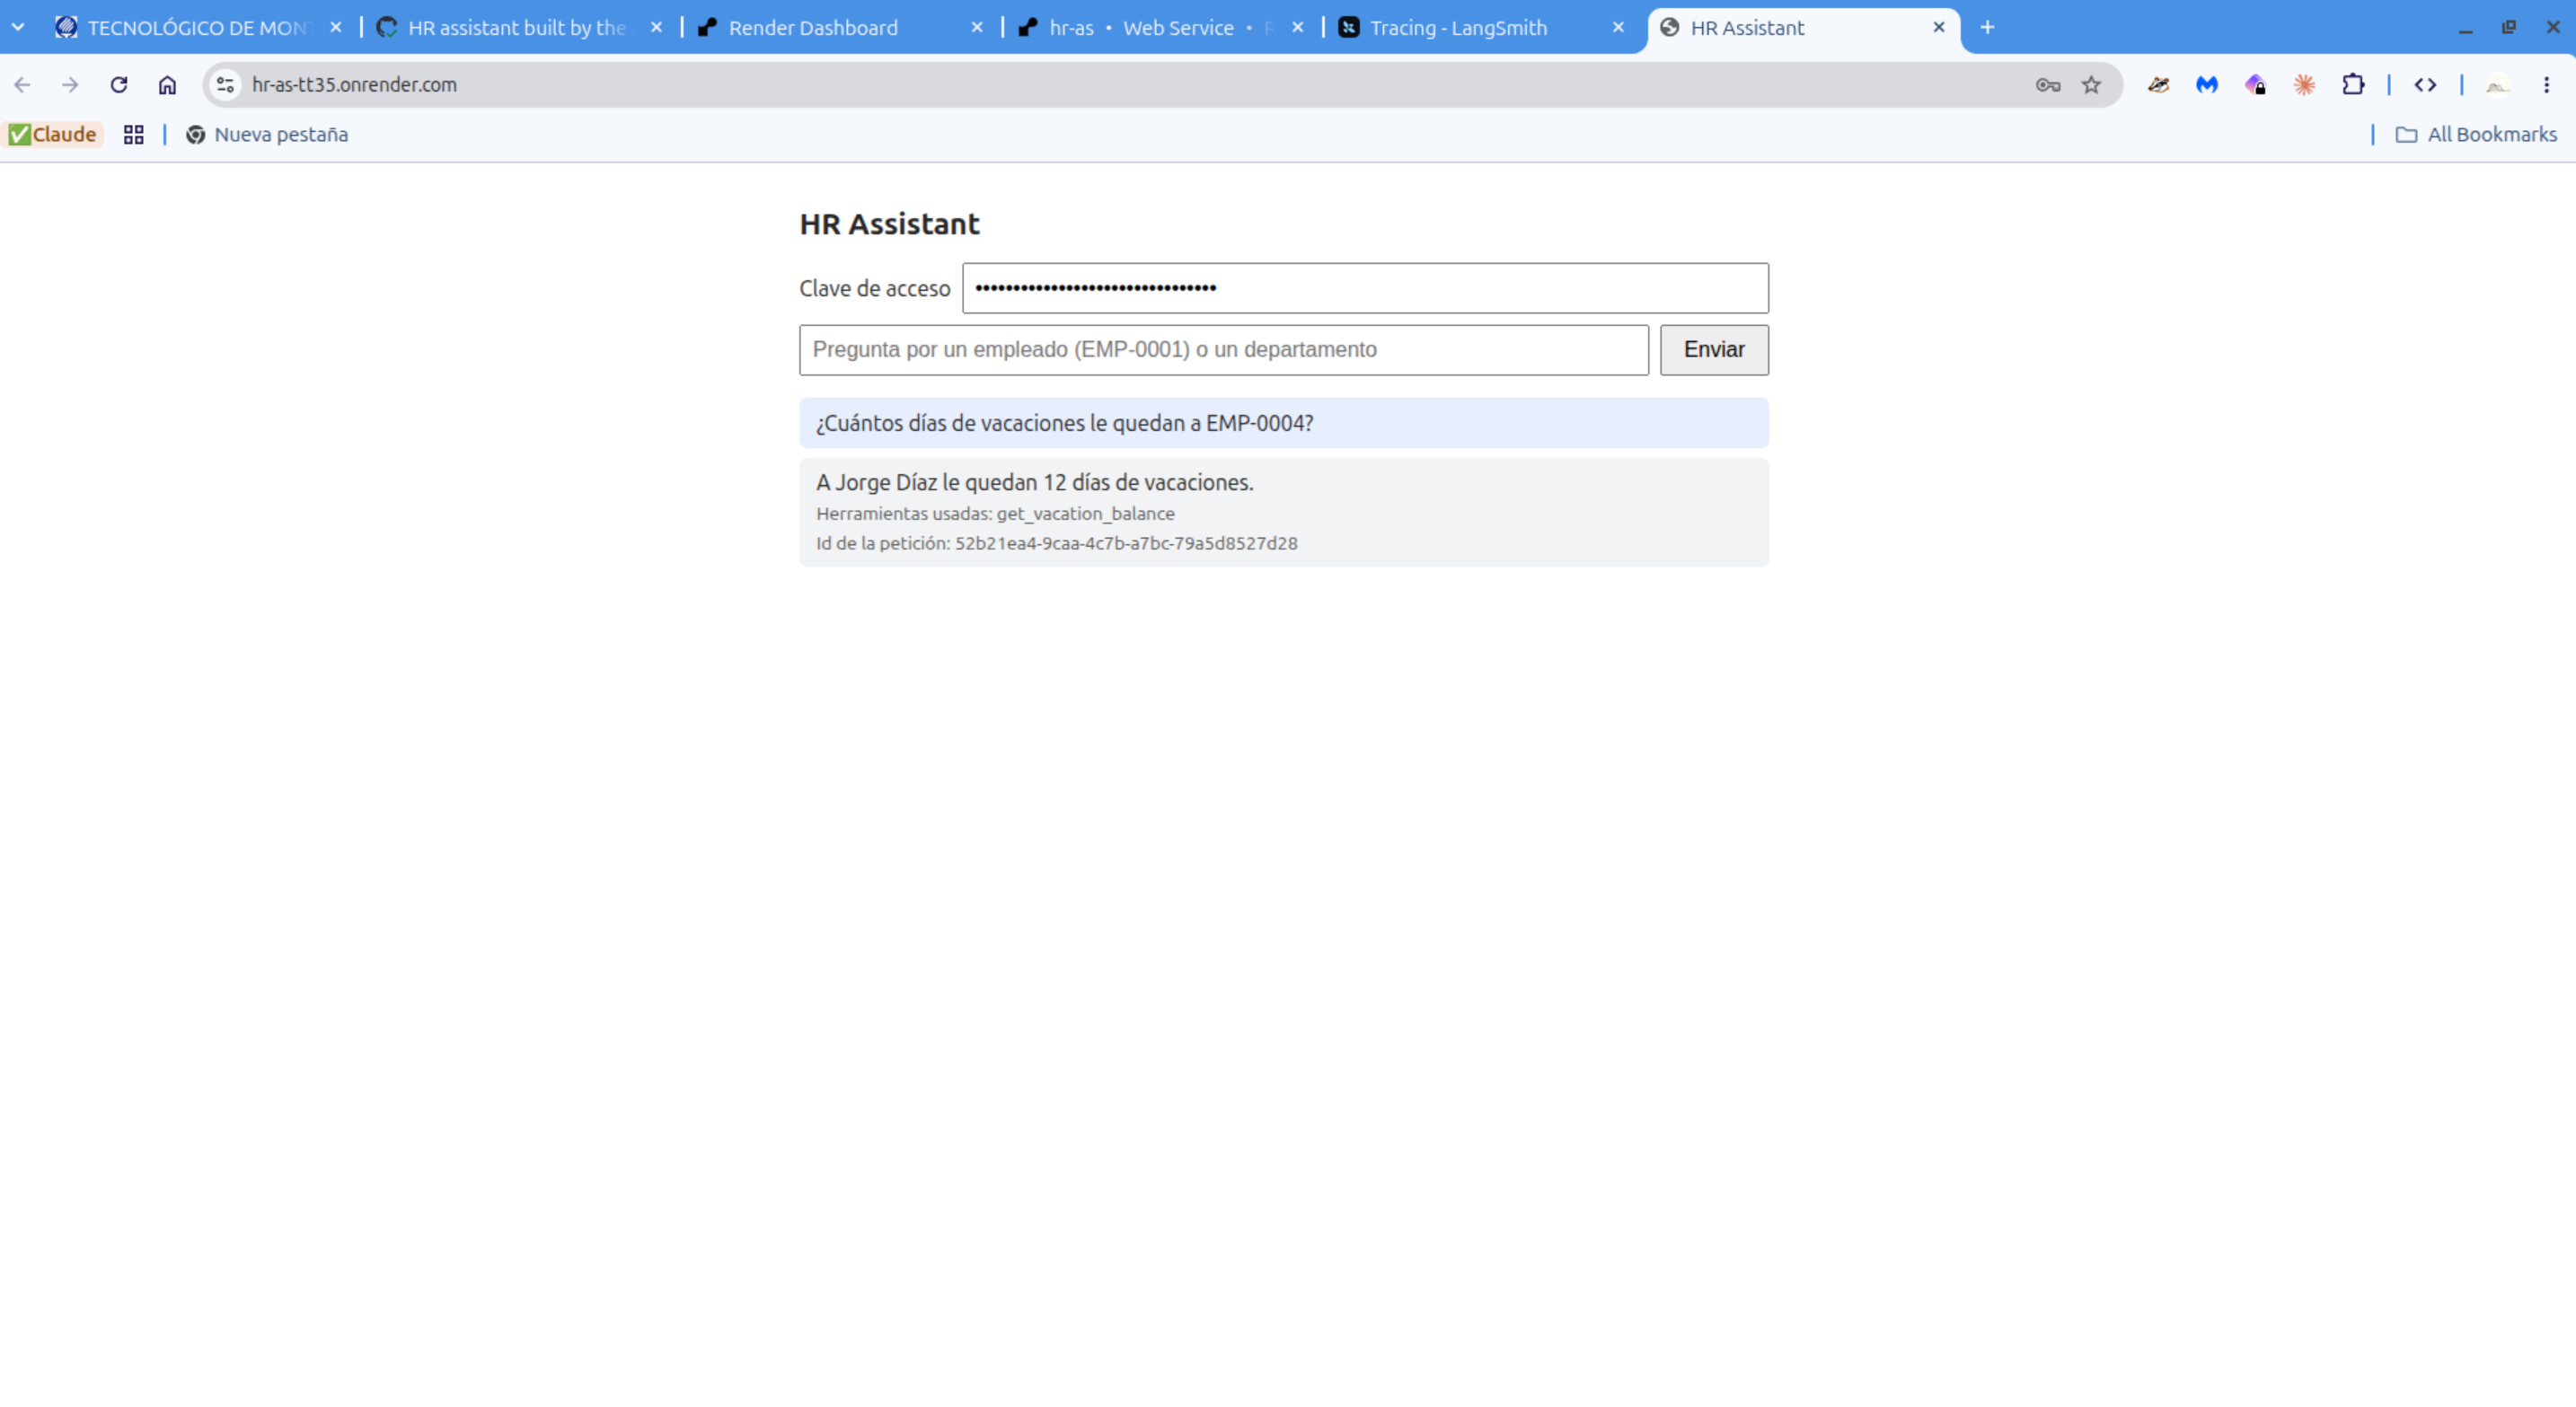 TECNOLÓGICO DE MON
HR assistant built by the
Render Dashboard
hr-as • Web Service •
Tracing - LangSmith
HR Assistant
hr-as-tt35.onrender.com
✅Claude
Nueva pestaña
All Bookmarks
HR Assistant
Clave de acceso ••••••••••••••••••••••••••••••••
Pregunta por un empleado (EMP-0001) o un departamento
Enviar
¿Cuántos días de vacaciones le quedan a EMP-0004?
A Jorge Díaz le quedan 12 días de vacaciones.
Herramientas usadas: get_vacation_balance
Id de la petición: 52b21ea4-9caa-4c7b-a7bc-79a5d8527d28